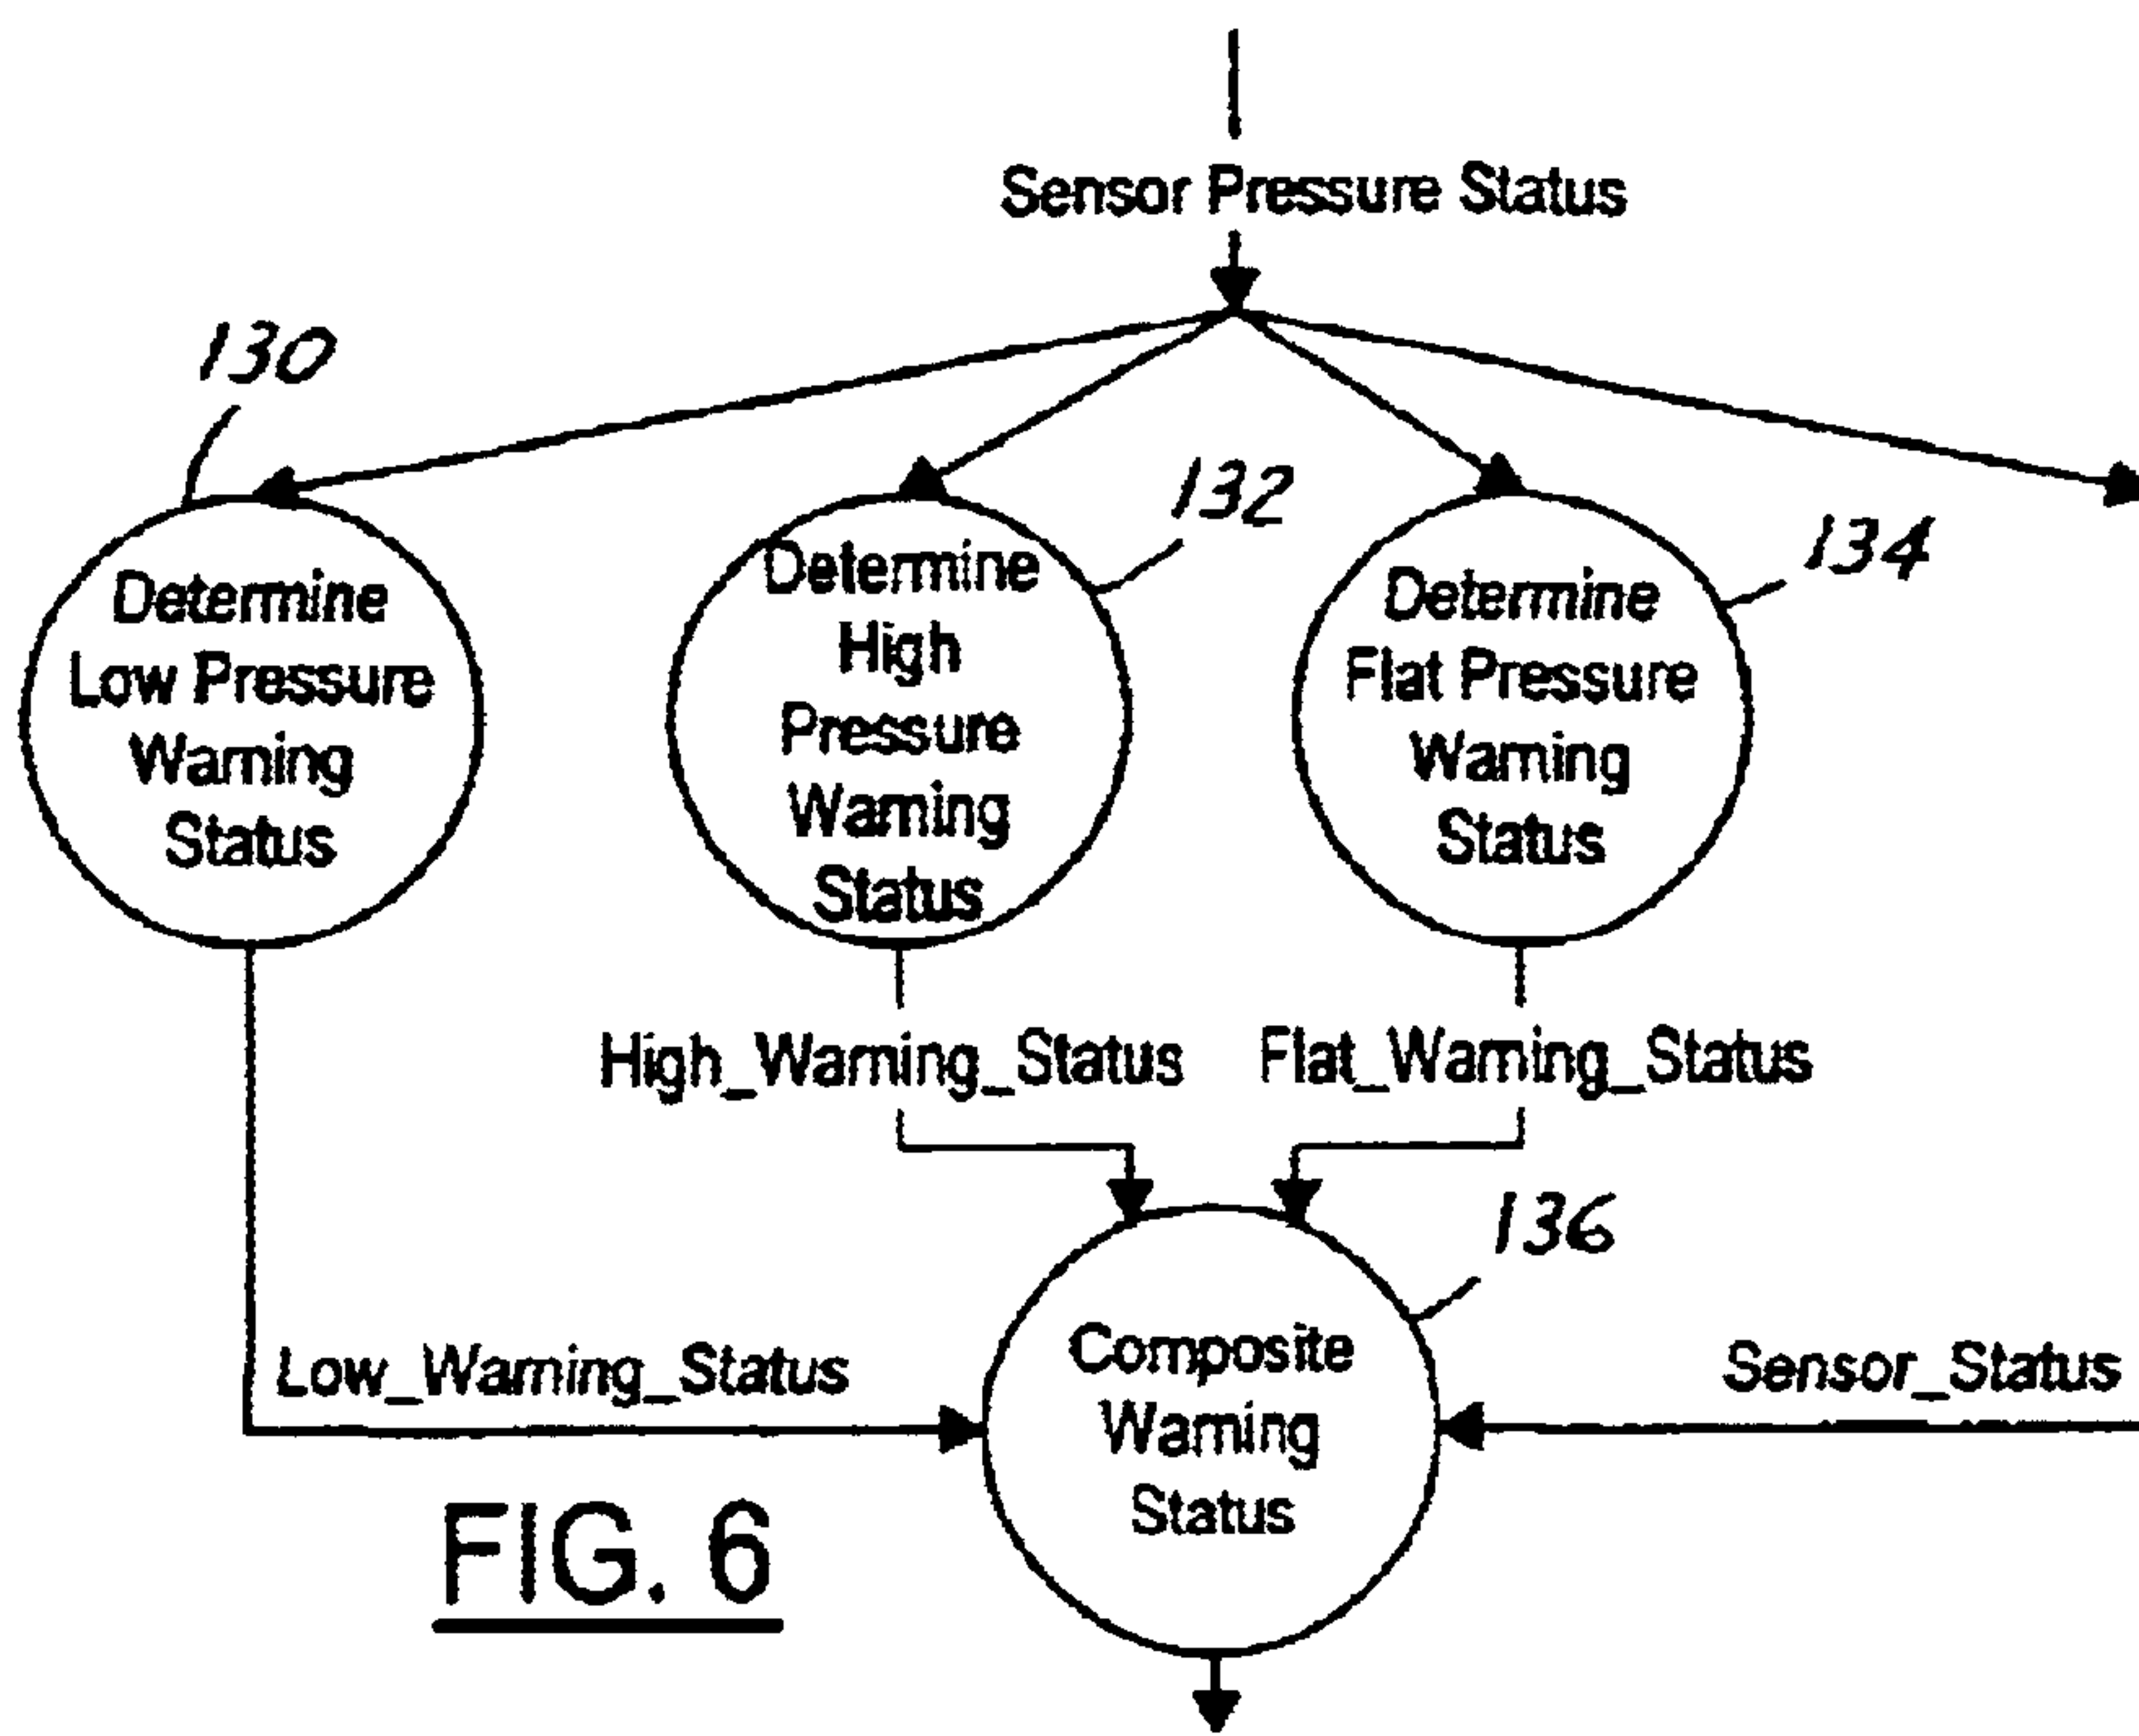 Sensor Pressure Status
130
132
134
Determine
Low Pressure
Warning
Status
Determine
High
Pressure
Warning
Status
Determine
Flat Pressure
Warning
Status
High_Warning_Status
Flat_Warning_Status
136
Low_Warning_Status
Composite
Warning
Status
Sensor_Status
FIG. 6